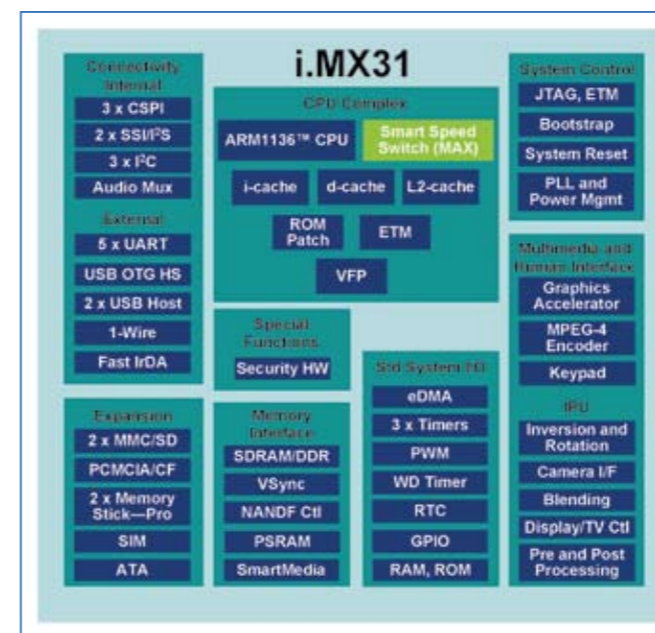 i.MX31
Connectivity
Internal
3 x CSPI
2 x SSI/I²S
3 x I²C
Audio Mux
External
5 x UART
USB OTG HS
2 x USB Host
1-Wire
Fast IrDA
CPU Complex
ARM1136™ CPU
Smart Speed
Switch (MAX)
i-cache
d-cache
L2-cache
ROM
Patch
ETM
VFP
System Control
JTAG, ETM
Bootstrap
System Reset
PLL and
Power Mgmt
Multimedia and
Human Interface
Graphics
Accelerator
MPEG-4
Encoder
Keypad
IPU
Inversion and
Rotation
Camera I/F
Blending
Display/TV Ctl
Pre and Post
Processing
Special
Functions
Security HW
Std System I/O
eDMA
3 x Timers
PWM
WD Timer
RTC
GPIO
RAM, ROM
Expansion
2 x MMC/SD
PCMCIA/CF
2 x Memory
Stick—Pro
SIM
ATA
Memory
Interface
SDRAM/DDR
VSync
NANDF Ctl
PSRAM
SmartMedia